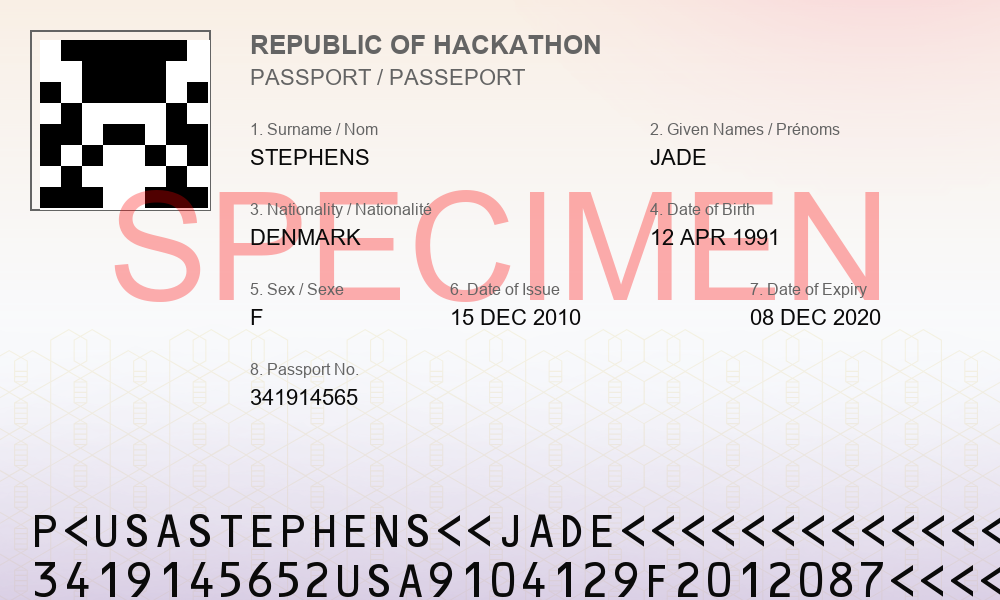 REPUBLIC OF HACKATHON
PASSPORT / PASSEPORT
1. Surname / Nom
STEPHENS
2. Given Names / Prénoms
JADE
SPECIMEN
3. Nationality / Nationalité
DENMARK
4. Date of Birth
12 APR 1991
5. Sex / Sexe
F
6. Date of Issue
15 DEC 2010
7. Date of Expiry
08 DEC 2020
8. Passport No.
341914565
P<USASTEPHENS<<JADE<<<<<<<<<<<<<
3419145652USA9104129F2012087<<<<